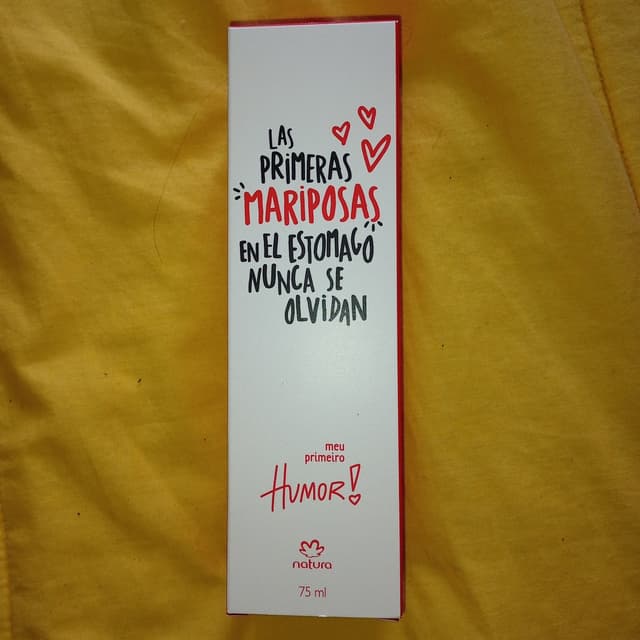 LAS
PRIMERAS
MARIPOSAS
EN EL ESTOMAGO
NUNCA SE
OLVIDAN
meu
primeiro
HUMOR!
natura
75 ml